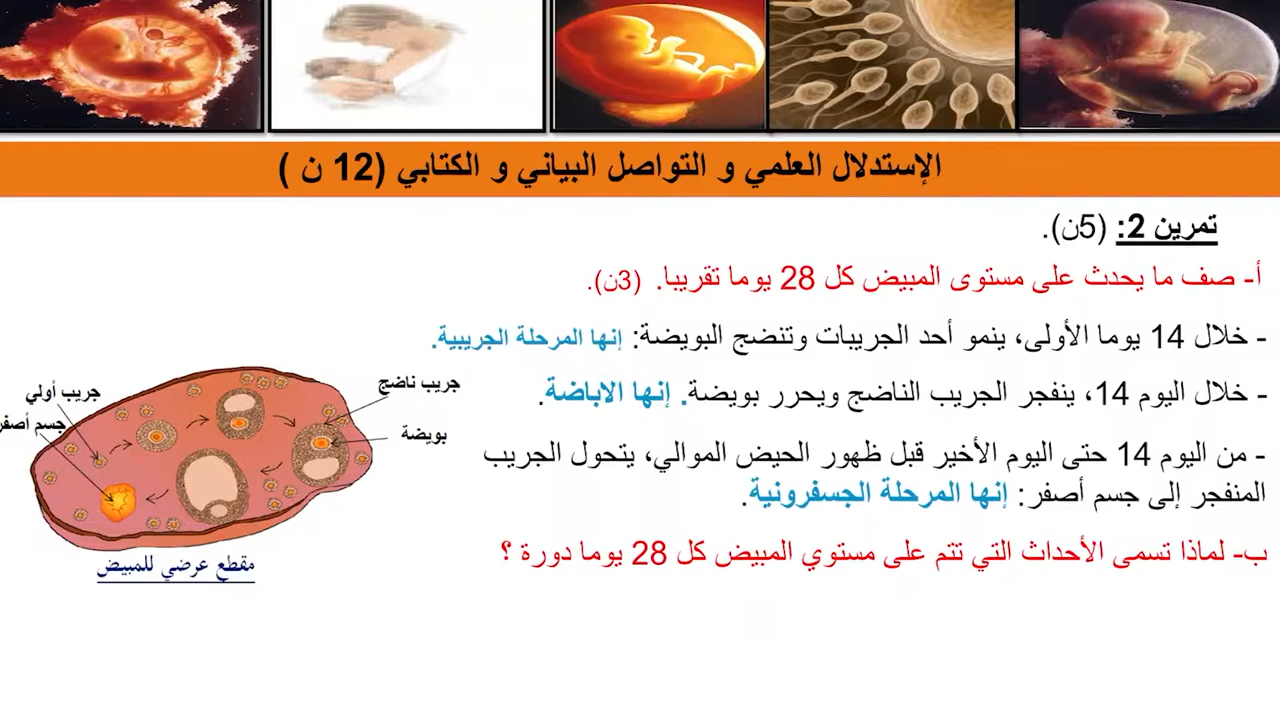 الإستدلال العلمي و التواصل البياني و الكتابي (12 ن )
تمرين 2: (5ن).
أ- صف ما يحدث على مستوى المبيض كل 28 يوما تقريبا. (3ن).
- خلال 14 يوما الأولى، ينمو أحد الجريبات وتنضج البويضة: إنها المرحلة الجريبية.
- خلال اليوم 14، ينفجر الجريب الناضج ويحرر بويضة. إنها الاباضة.
- من اليوم 14 حتى اليوم الأخير قبل ظهور الحيض الموالي، يتحول الجريب
المنفجر إلى جسم أصفر: إنها المرحلة الجسفرونية.
ب- لماذا تسمى الأحداث التي تتم على مستوي المبيض كل 28 يوما دورة ؟
جريب ناضج
بويضة
جريب أولي
جسم أصفر
مقطع عرضي للمبيض